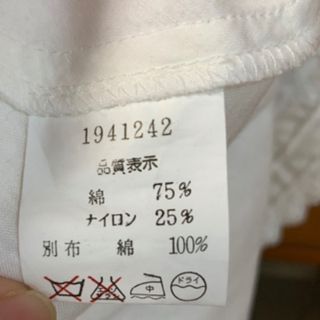 1941242
品質表示
綿 75%
ナイロン 25%
別布 綿 100%
中 ドライ